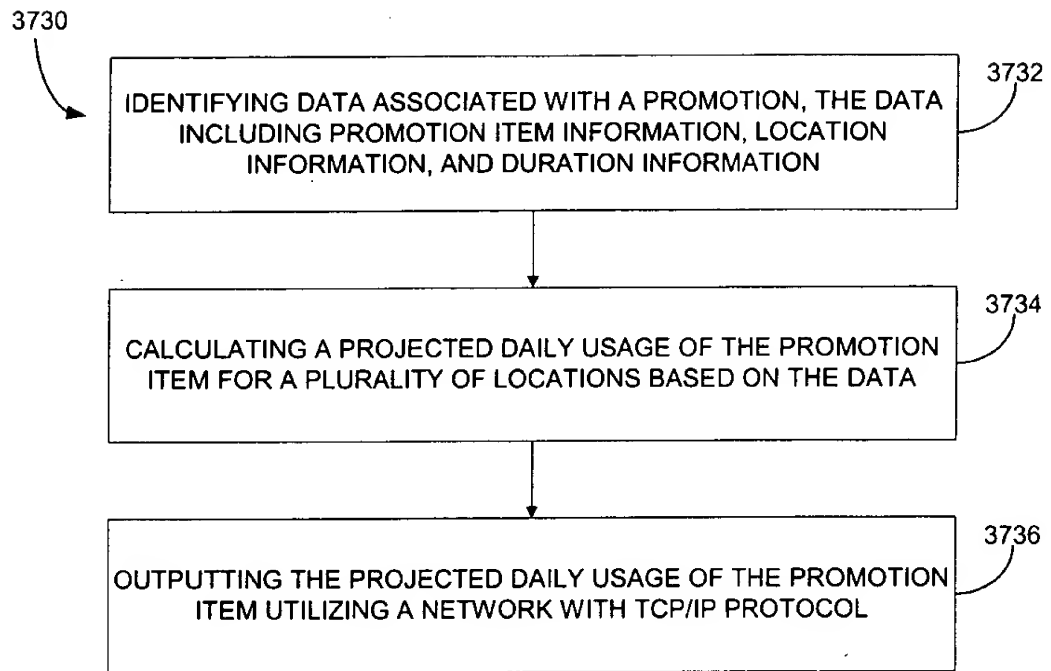 3730
3732
IDENTIFYING DATA ASSOCIATED WITH A PROMOTION, THE DATA
INCLUDING PROMOTION ITEM INFORMATION, LOCATION
INFORMATION, AND DURATION INFORMATION
3734
CALCULATING A PROJECTED DAILY USAGE OF THE PROMOTION
ITEM FOR A PLURALITY OF LOCATIONS BASED ON THE DATA
3736
OUTPUTTING THE PROJECTED DAILY USAGE OF THE PROMOTION
ITEM UTILIZING A NETWORK WITH TCP/IP PROTOCOL